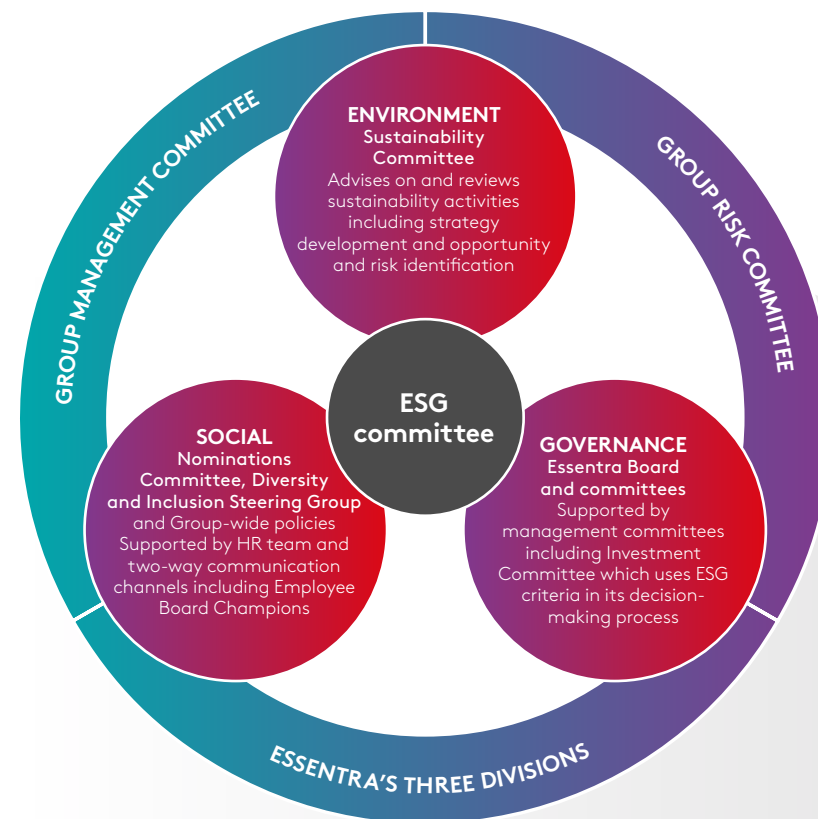 GROUP MANAGEMENT COMMITTEE
GROUP RISK COMMITTEE
ENVIRONMENT
Sustainability
Committee
Advises on and reviews
sustainability activities
including strategy
development and opportunity
and risk identification
ESG
committee
SOCIAL
Nominations
Committee, Diversity
and Inclusion Steering Group
and Group-wide policies
Supported by HR team and
two-way communication
channels including Employee
Board Champions
GOVERNANCE
Essentra Board
and committees
Supported by
management committees
including Investment
Committee which uses ESG
criteria in its decision-
making process
ESSENTRA’S THREE DIVISIONS